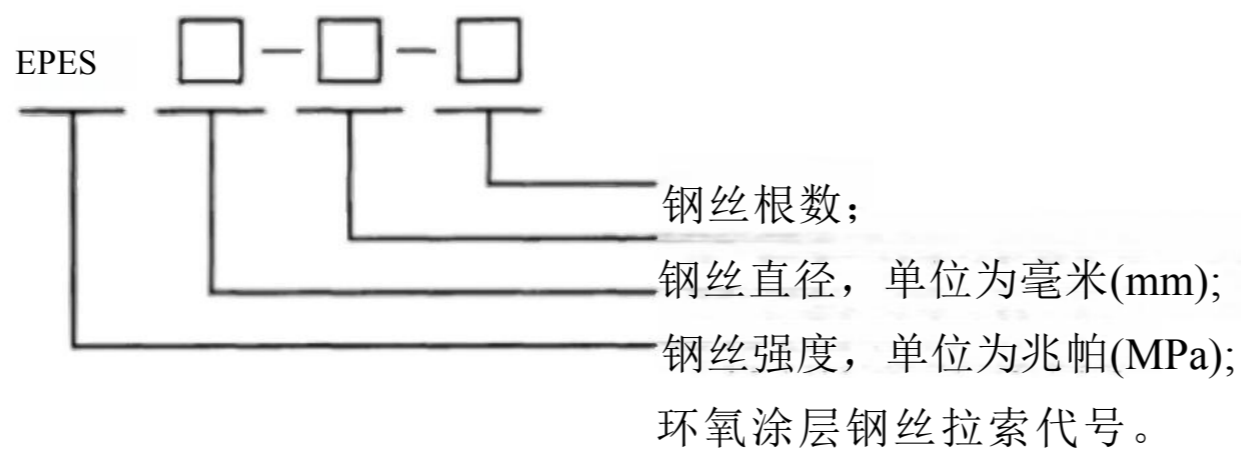 EPES □-□-□
钢丝根数；
钢丝直径，单位为毫米(mm);
钢丝强度，单位为兆帕(MPa);
环氧涂层钢丝拉索代号。